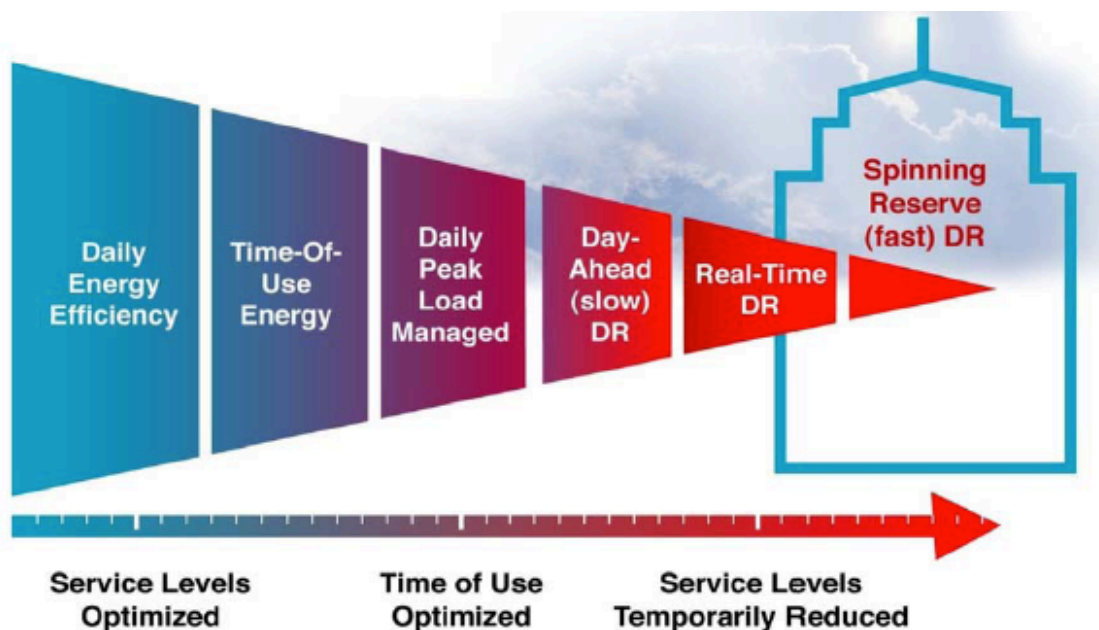 Daily
Energy
Efficiency
Time-Of-
Use
Energy
Daily
Peak
Load
Managed
Day-
Ahead
(slow)
DR
Real-Time
DR
Spinning
Reserve
(fast) DR
Service Levels
Optimized
Time of Use
Optimized
Service Levels
Temporarily Reduced